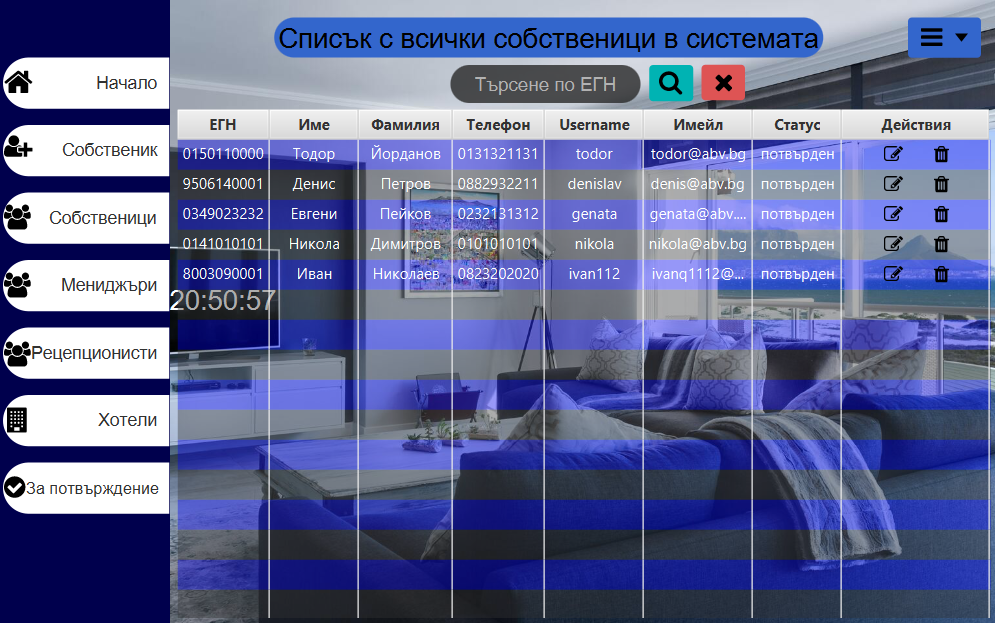 Списък с всички собственици в системата
Търсене по ЕГН
Начало
Собственик
Собственици
Мениджъри
Рецепционисти
Хотели
За потвърждение
ЕГН Име Фамилия Телефон Username Имейл Статус Действия
0150110000 Тодор Йорданов 0131321131 todor todor@abv.bg потвърден
9506140001 Денис Петров 0882932211 denislav denis@abv.bg потвърден
0349023232 Евгени Пейков 0232131312 genata genata@abv.... потвърден
0141010101 Никола Димитров 0101010101 nikola nikola@abv.bg потвърден
8003090001 Иван Николаев 0823202020 ivan112 ivanq1112@... потвърден
20:50:57